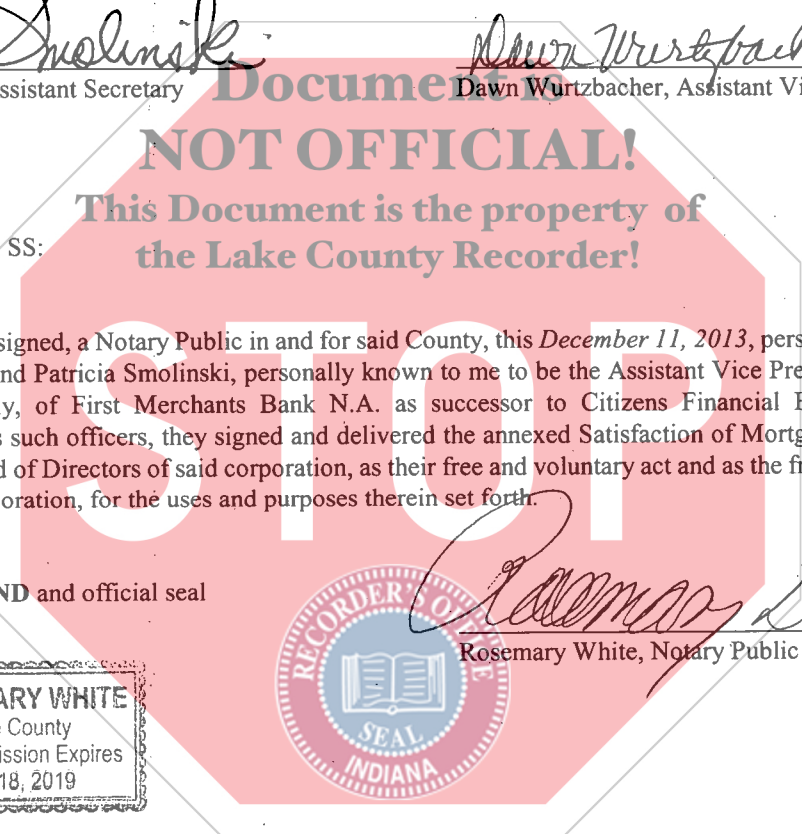 Smolinski
Dawn Wurtzbach
ssistant Secretary
Dawn Wurtzbacher, Assistant Vi
Document is
NOT OFFICIAL!
This Document is the property of
the Lake County Recorder!
SS:
STOP
signed, a Notary Public in and for said County, this December 11, 2013, pers
nd Patricia Smolinski, personally known to me to be the Assistant Vice Pre
y, of First Merchants Bank N.A. as successor to Citizens Financial
s such officers, they signed and delivered the annexed Satisfaction of Mortg
d of Directors of said corporation, as their free and voluntary act and as the f
oration, for the uses and purposes therein set forth.
ND and official seal
Rosemary
Rosemary White, Notary Public
RECORDER'S OFFICE
SEAL
INDIANA
ARY WHITE
County
ission Expires
18, 2019